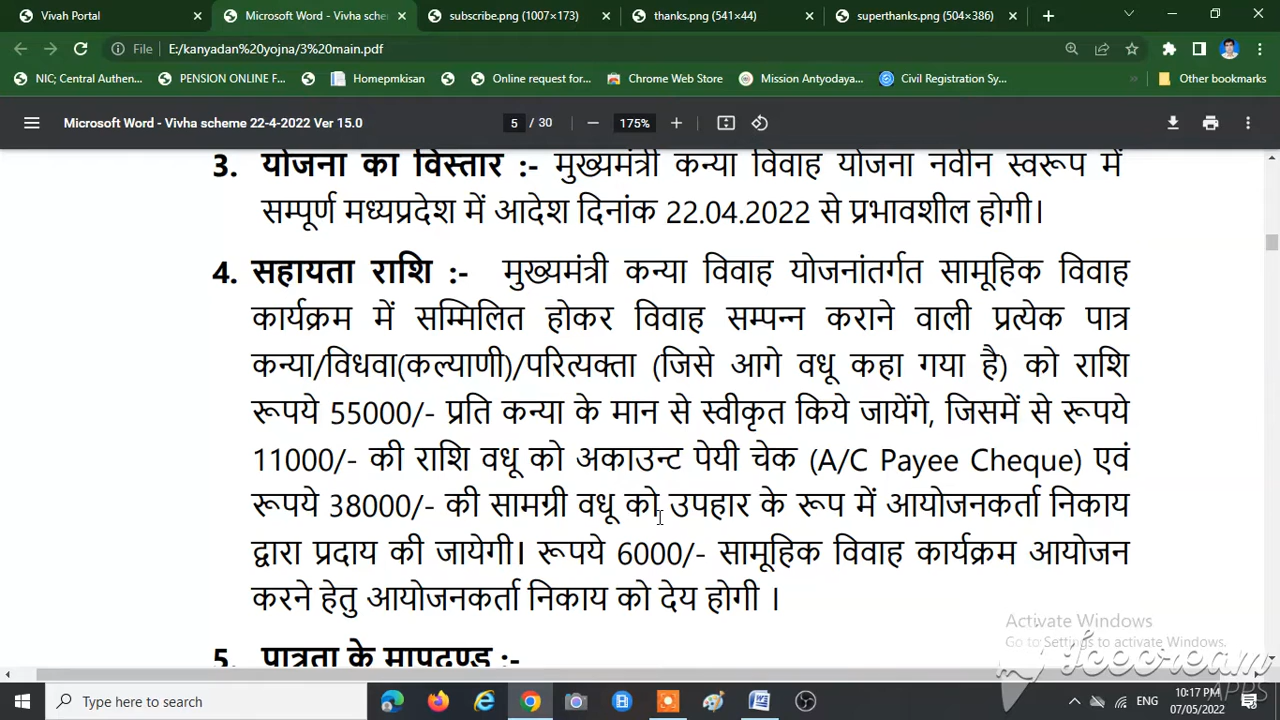 Vivah Portal
Microsoft Word - Vivha sche
subscribe.png (1007×173)
thanks.png (541×44)
superthanks.png (504×386)
File E:/kanyadan%20yojna/3%20main.pdf
NIC; Central Authen...
PENSION ONLINE F...
Homepmkisan
Online request for...
Chrome Web Store
Mission Antyodaya...
Civil Registration Sy...
Other bookmarks
Microsoft Word - Vivha scheme 22-4-2022 Ver 15.0
5 / 30
175%
3. योजना का विस्तार :- मुख्यमंत्री कन्या विवाह योजना नवीन स्वरूप में
सम्पूर्ण मध्यप्रदेश में आदेश दिनांक 22.04.2022 से प्रभावशील होगी।
4. सहायता राशि :- मुख्यमंत्री कन्या विवाह योजनांतर्गत सामूहिक विवाह
कार्यक्रम में सम्मिलित होकर विवाह सम्पन्न कराने वाली प्रत्येक पात्र
कन्या/विधवा(कल्याणी)/परित्यक्ता (जिसे आगे वधू कहा गया है) को राशि
रूपये 55000/- प्रति कन्या के मान से स्वीकृत किये जायेंगे, जिसमें से रूपये
11000/- की राशि वधू को अकाउन्ट पेयी चेक (A/C Payee Cheque) एवं
रूपये 38000/- की सामग्री वधू को उपहार के रूप में आयोजनकर्ता निकाय
द्वारा प्रदाय की जायेगी। रूपये 6000/- सामूहिक विवाह कार्यक्रम आयोजन
करने हेतु आयोजनकर्ता निकाय को देय होगी ।
5. पात्रता के मापदण्ड :-
Activate Windows
Go to Settings to activate Windows.
Icecream
APPS
Type here to search
ENG
10:17 PM
07/05/2022